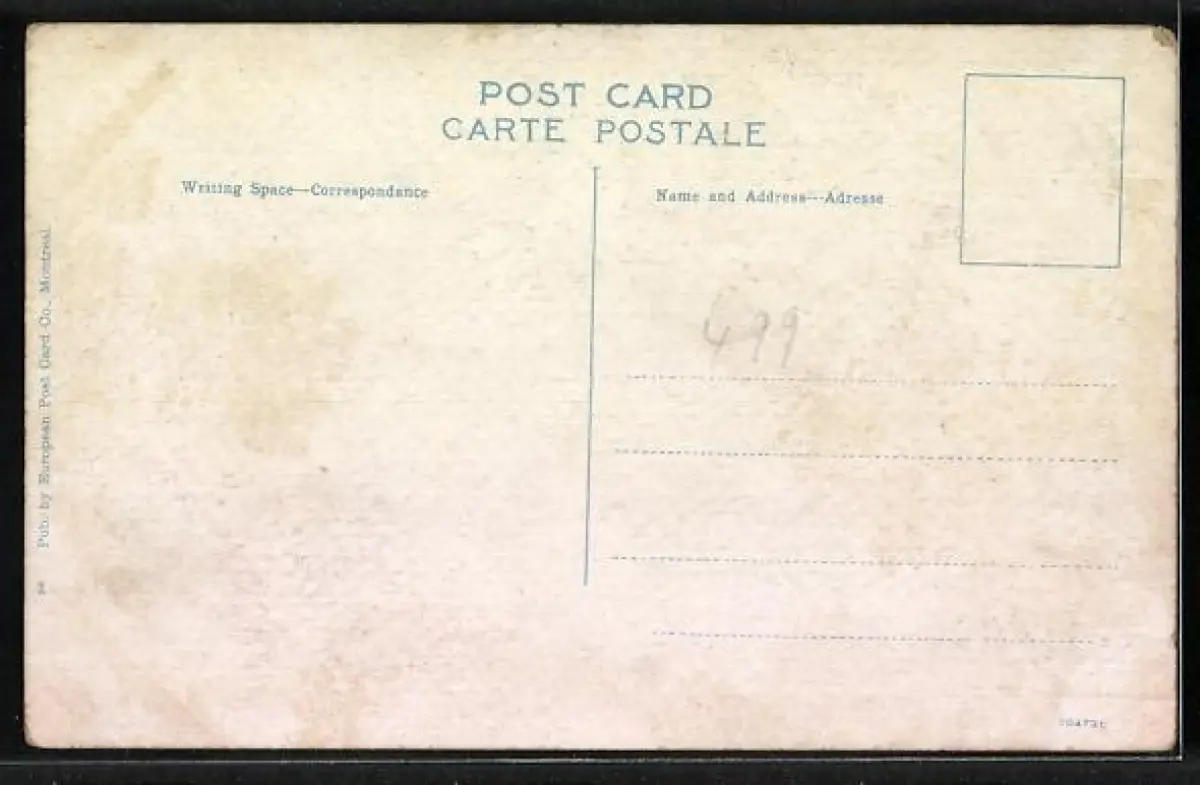 POST CARD
CARTE POSTALE
Writing Space—Correspondance
Name and Address---Adresse
Pub. by European Post Card Co., Montreal
499